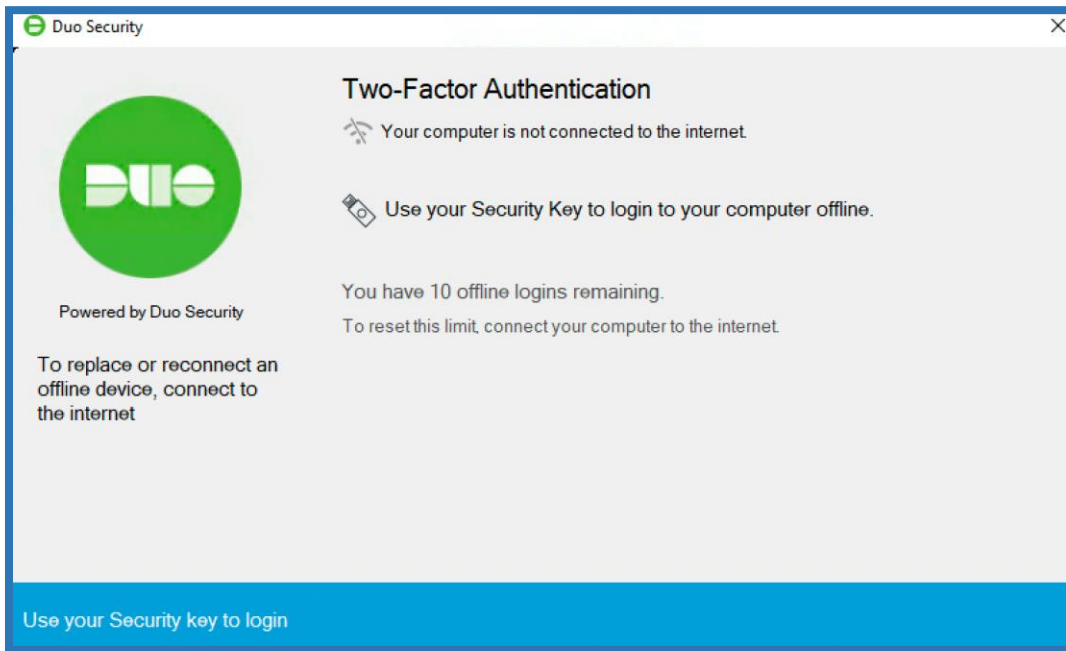 Duo Security
DUO
Powered by Duo Security
To replace or reconnect an
offline device, connect to
the internet
Two-Factor Authentication
Your computer is not connected to the internet.
Use your Security Key to login to your computer offline.
You have 10 offline logins remaining.
To reset this limit, connect your computer to the internet.
Use your Security key to login